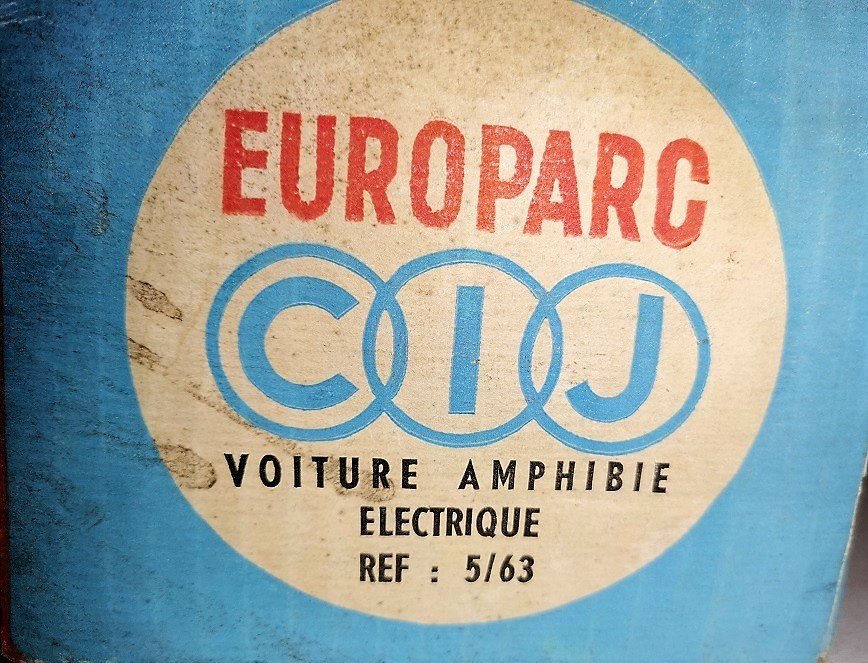 EUROPARC
CIJ
VOITURE AMPHIBIE
ELECTRIQUE
REF : 5/63